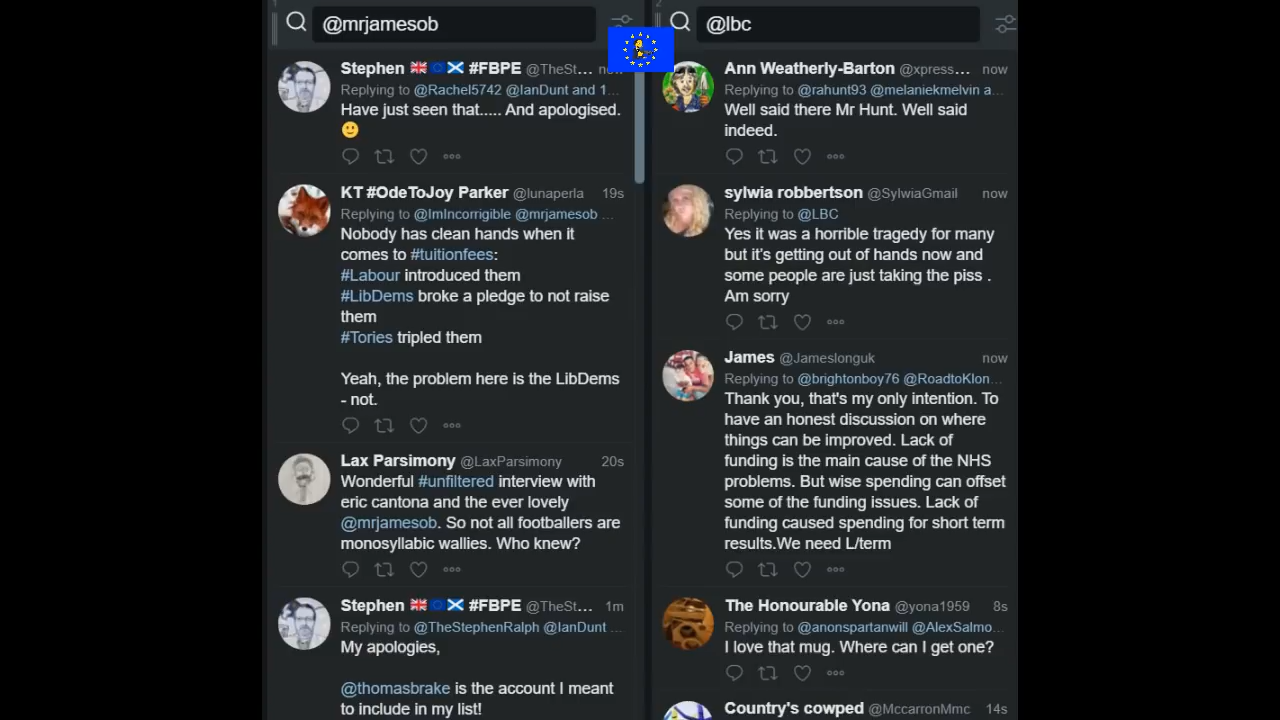 1
@mrjamesob
Stephen 🇬🇧🇪🇺🏴󠁧󠁢󠁳󠁣󠁴󠁿 #FBPE @TheSt... now
Replying to @Rachel5742 @IanDunt and 1...
Have just seen that..... And apologised.
🙂
KT #OdeToJoy Parker @lunaperla 19s
Replying to @ImIncorrigible @mrjamesob ...
Nobody has clean hands when it
comes to #tuitionfees:
#Labour introduced them
#LibDems broke a pledge to not raise
them
#Tories tripled them
Yeah, the problem here is the LibDems
- not.
Lax Parsimony @LaxParsimony 20s
Wonderful #unfiltered interview with
eric cantona and the ever lovely
@mrjamesob. So not all footballers are
monosyllabic wallies. Who knew?
Stephen 🇬🇧🇪🇺🏴󠁧󠁢󠁳󠁣󠁴󠁿 #FBPE @TheSt... 1m
Replying to @TheStephenRalph @IanDunt ...
My apologies,
@thomasbrake is the account I meant
to include in my list!
2
@lbc
Ann Weatherly-Barton @xpress... now
Replying to @rahunt93 @melaniekmelvin a...
Well said there Mr Hunt. Well said
indeed.
sylwia robbertson @SylwiaGmail now
Replying to @LBC
Yes it was a horrible tragedy for many
but it's getting out of hands now and
some people are just taking the piss .
Am sorry
James @Jameslonguk now
Replying to @brightonboy76 @RoadtoKlon...
Thank you, that's my only intention. To
have an honest discussion on where
things can be improved. Lack of
funding is the main cause of the NHS
problems. But wise spending can offset
some of the funding issues. Lack of
funding caused spending for short term
results.We need L/term
The Honourable Yona @yona1959 8s
Replying to @anonspartanwill @AlexSalmo...
I love that mug. Where can I get one?
Country's cowped @MccarronMmc 14s